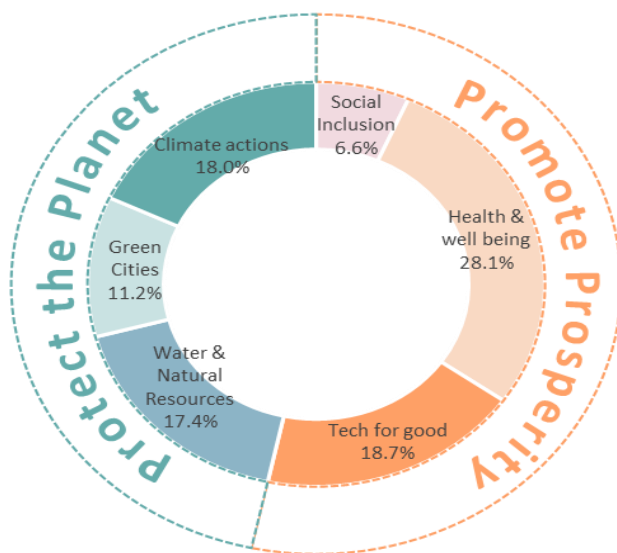 Protect the Planet
Promote Prosperity
Social
Inclusion
6.6%
Health &
well being
28.1%
Tech for good
18.7%
Water &
Natural
Resources
17.4%
Green
Cities
11.2%
Climate actions
18.0%